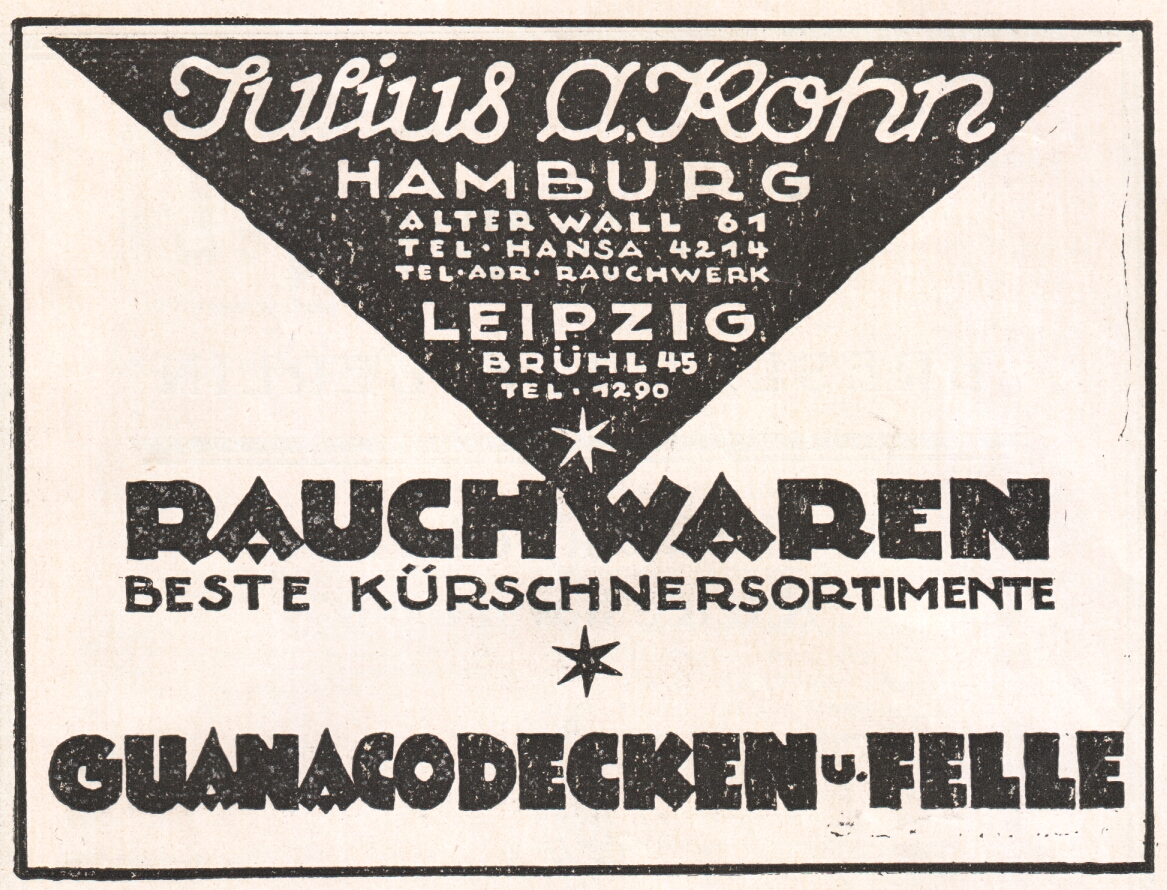 Julius A. Kohn
HAMBURG
ALTER WALL 61
TEL· HANSA 4214
TEL·ADR· RAUCHWERK
LEIPZIG
BRÜHL 45
TEL· 1290
RAUCHWAREN
BESTE KÜRSCHNERSORTIMENTE
GUANACODECKEN u. FELLE